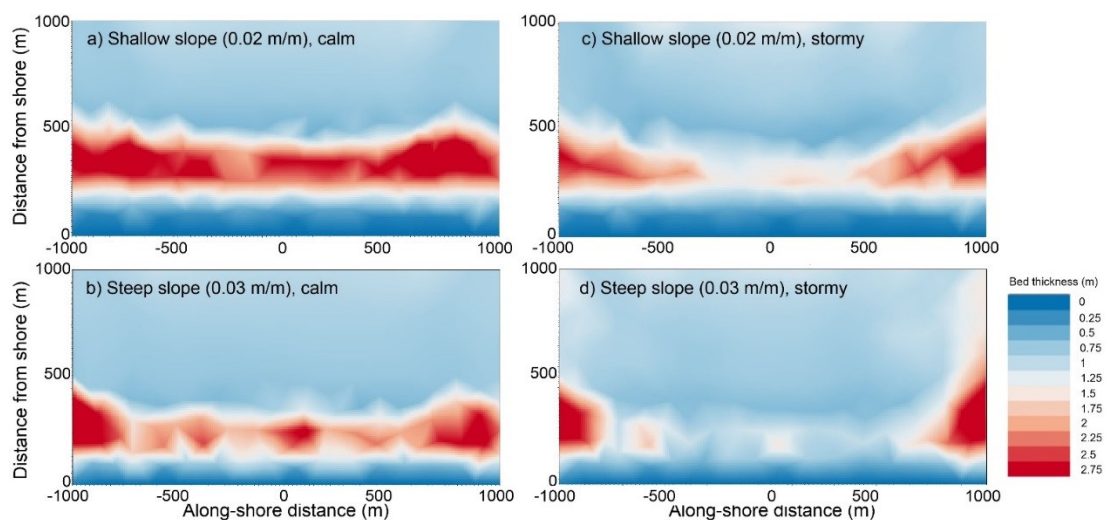 a) Shallow slope (0.02 m/m), calm
c) Shallow slope (0.02 m/m), stormy
Distance from shore (m)
1000
500
0
-1000 -500 0 500 1000
Along-shore distance (m)
1000
500
0
-1000 -500 0 500 1000
b) Steep slope (0.03 m/m), calm
d) Steep slope (0.03 m/m), stormy
Distance from shore (m)
1000
500
0
-1000 -500 0 500 1000
Along-shore distance (m)
1000
500
0
-1000 -500 0 500 1000
Along-shore distance (m)
Bed thickness (m)
0
0.25
0.5
0.75
1
1.25
1.5
1.75
2
2.25
2.5
2.75